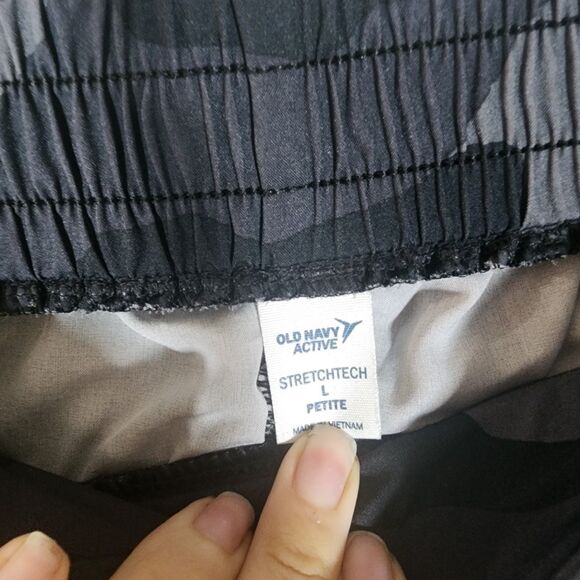 OLD NAVY
ACTIVE
STRETCHTECH
L
PETITE
MADE IN VIETNAM